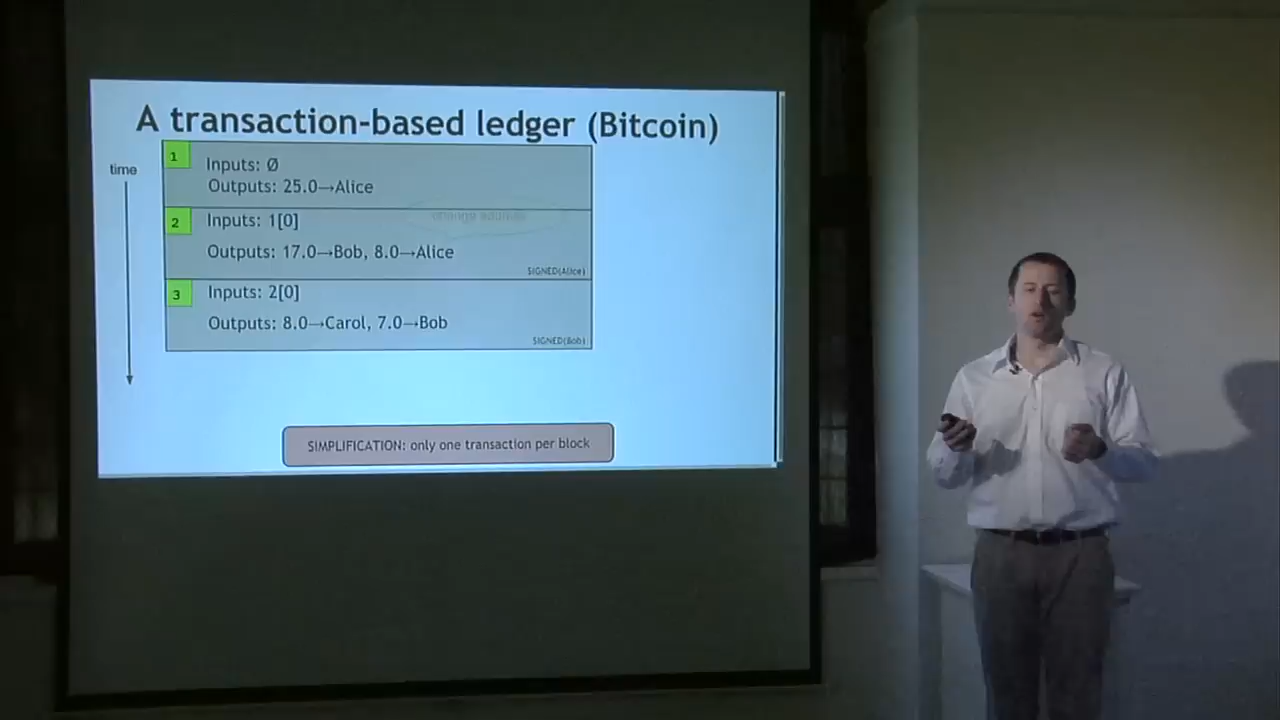 A transaction-based ledger (Bitcoin)
time
1
Inputs: Ø
Outputs: 25.0→Alice
change address
2
Inputs: 1[0]
Outputs: 17.0→Bob, 8.0→Alice
SIGNED(Alice)
3
Inputs: 2[0]
Outputs: 8.0→Carol, 7.0→Bob
SIGNED(Bob)
SIMPLIFICATION: only one transaction per block